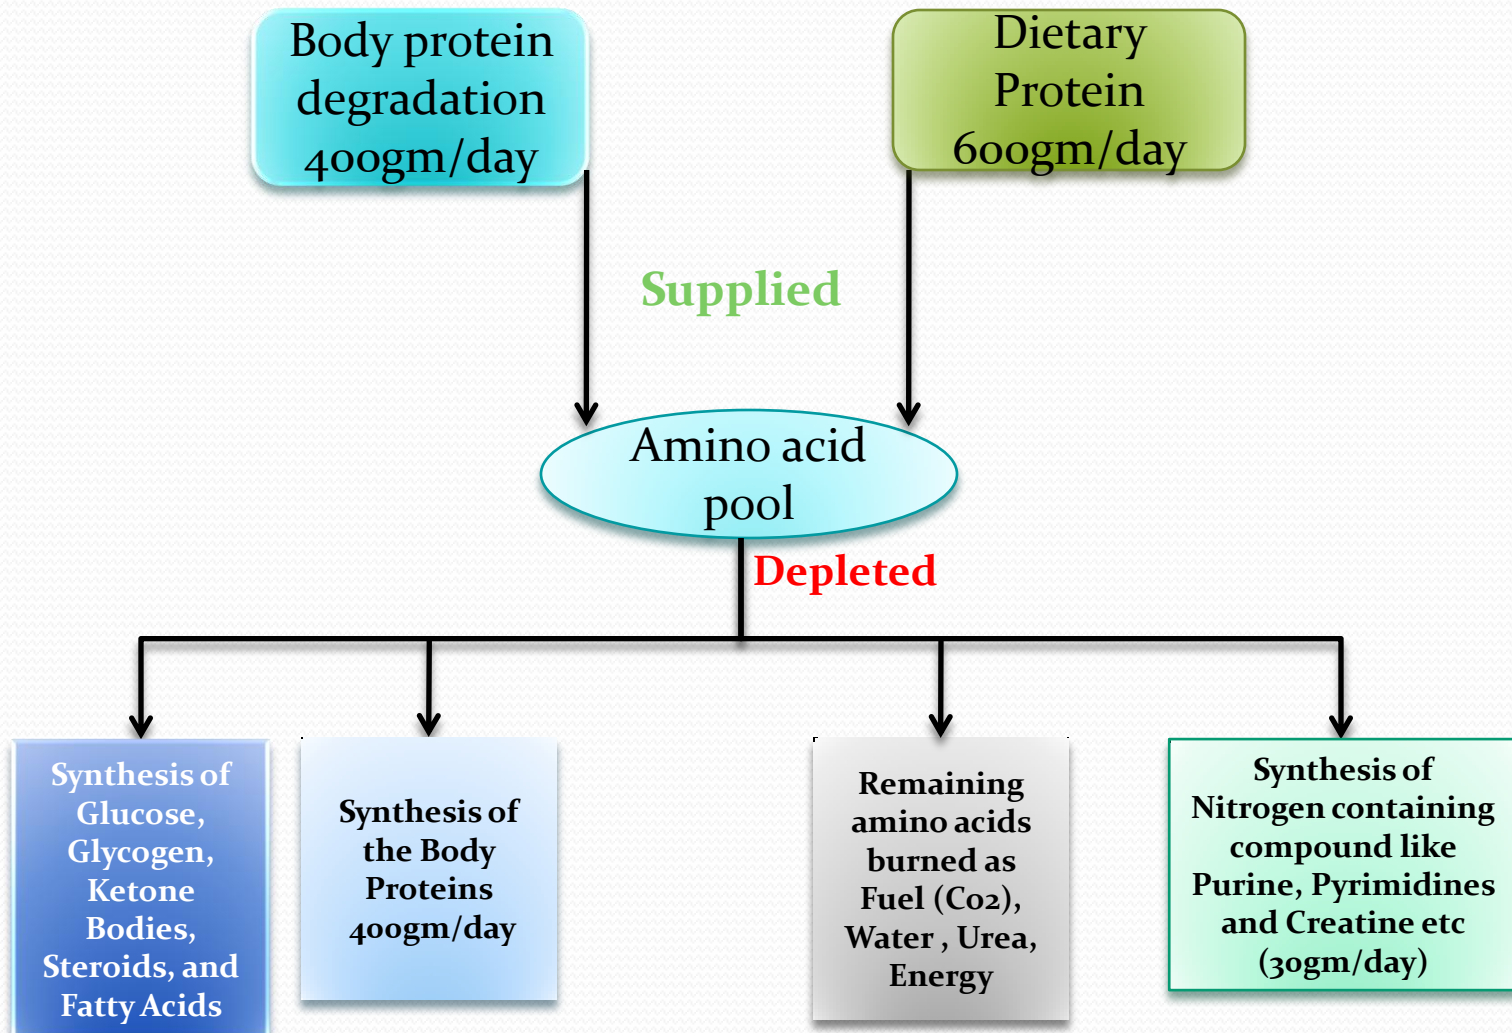 Body protein
degradation
400gm/day
Dietary
Protein
600gm/day
Supplied
Amino acid
pool
Depleted
Synthesis of
Glucose,
Glycogen,
Ketone
Bodies,
Steroids, and
Fatty Acids
Synthesis of
the Body
Proteins
400gm/day
Remaining
amino acids
burned as
Fuel (Co2),
Water , Urea,
Energy
Synthesis of
Nitrogen containing
compound like
Purine, Pyrimidines
and Creatine etc
(30gm/day)